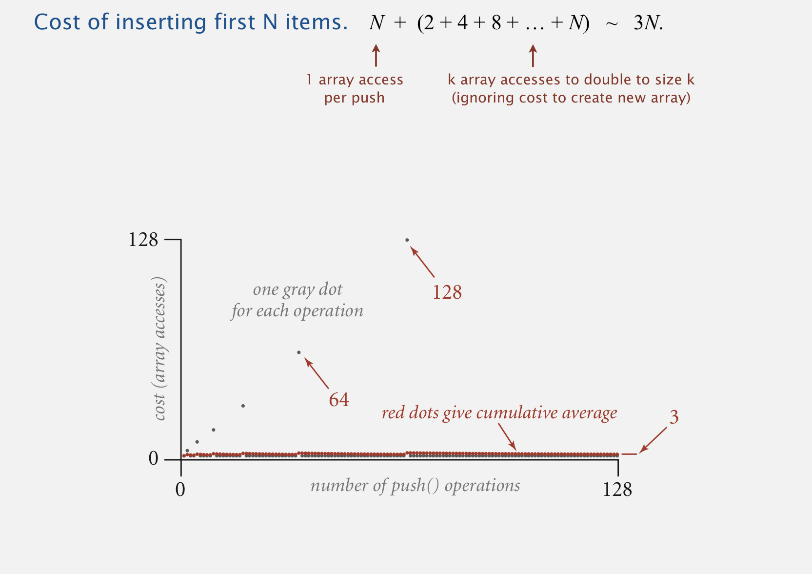 Cost of inserting first N items. N + (2 + 4 + 8 + … + N) ~ 3N.
1 array access
per push
k array accesses to double to size k
(ignoring cost to create new array)
128
one gray dot
for each operation
128
cost (array accesses)
64
red dots give cumulative average
3
0
0
number of push() operations
128